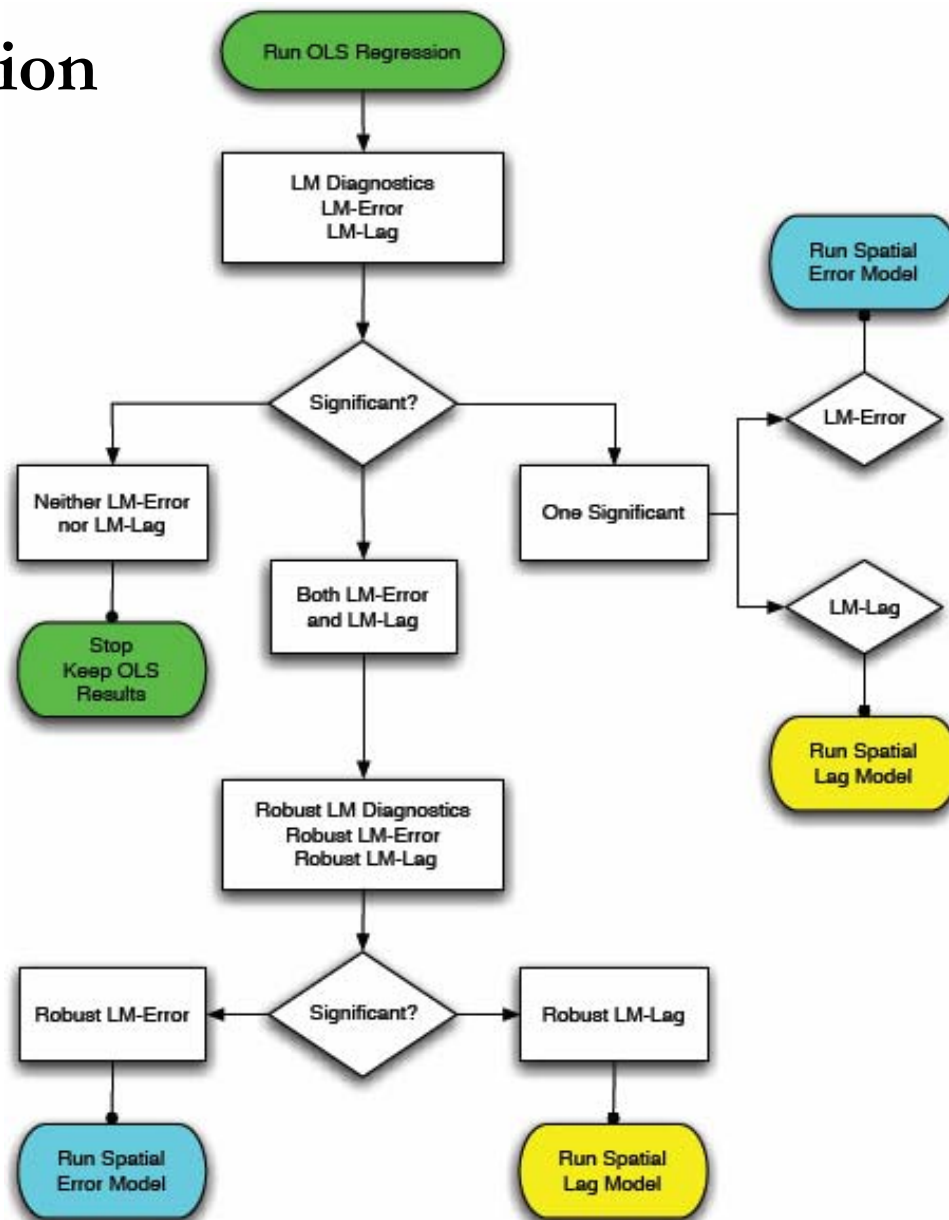 ion
Run OLS Regression
LM Diagnostics
LM-Error
LM-Lag
Run Spatial
Error Model
Significant?
LM-Error
Neither LM-Error
nor LM-Lag
One Significant
Both LM-Error
and LM-Lag
LM-Lag
Stop
Keep OLS
Results
Run Spatial
Lag Model
Robust LM Diagnostics
Robust LM-Error
Robust LM-Lag
Robust LM-Error
Significant?
Robust LM-Lag
Run Spatial
Error Model
Run Spatial
Lag Model